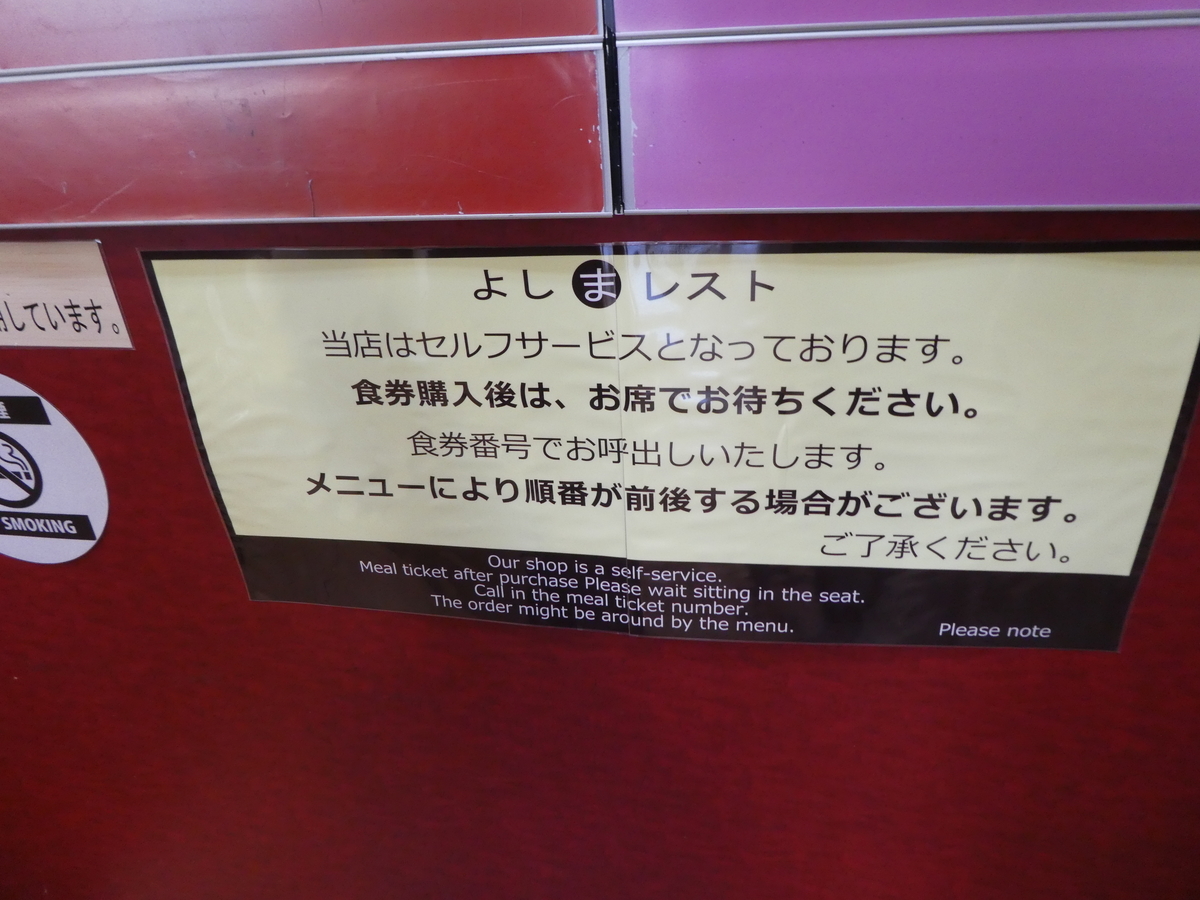 よしまレスト
当店はセルフサービスとなっております。
食券購入後は、お席でお待ちください。
食券番号でお呼出しいたします。
メニューにより順番が前後する場合がございます。
ご了承ください。
Our shop is a self-service.
Meal ticket after purchase Please wait sitting in the seat.
Call in the meal ticket number.
The order might be around by the menu.
Please note
しています。
SMOKING